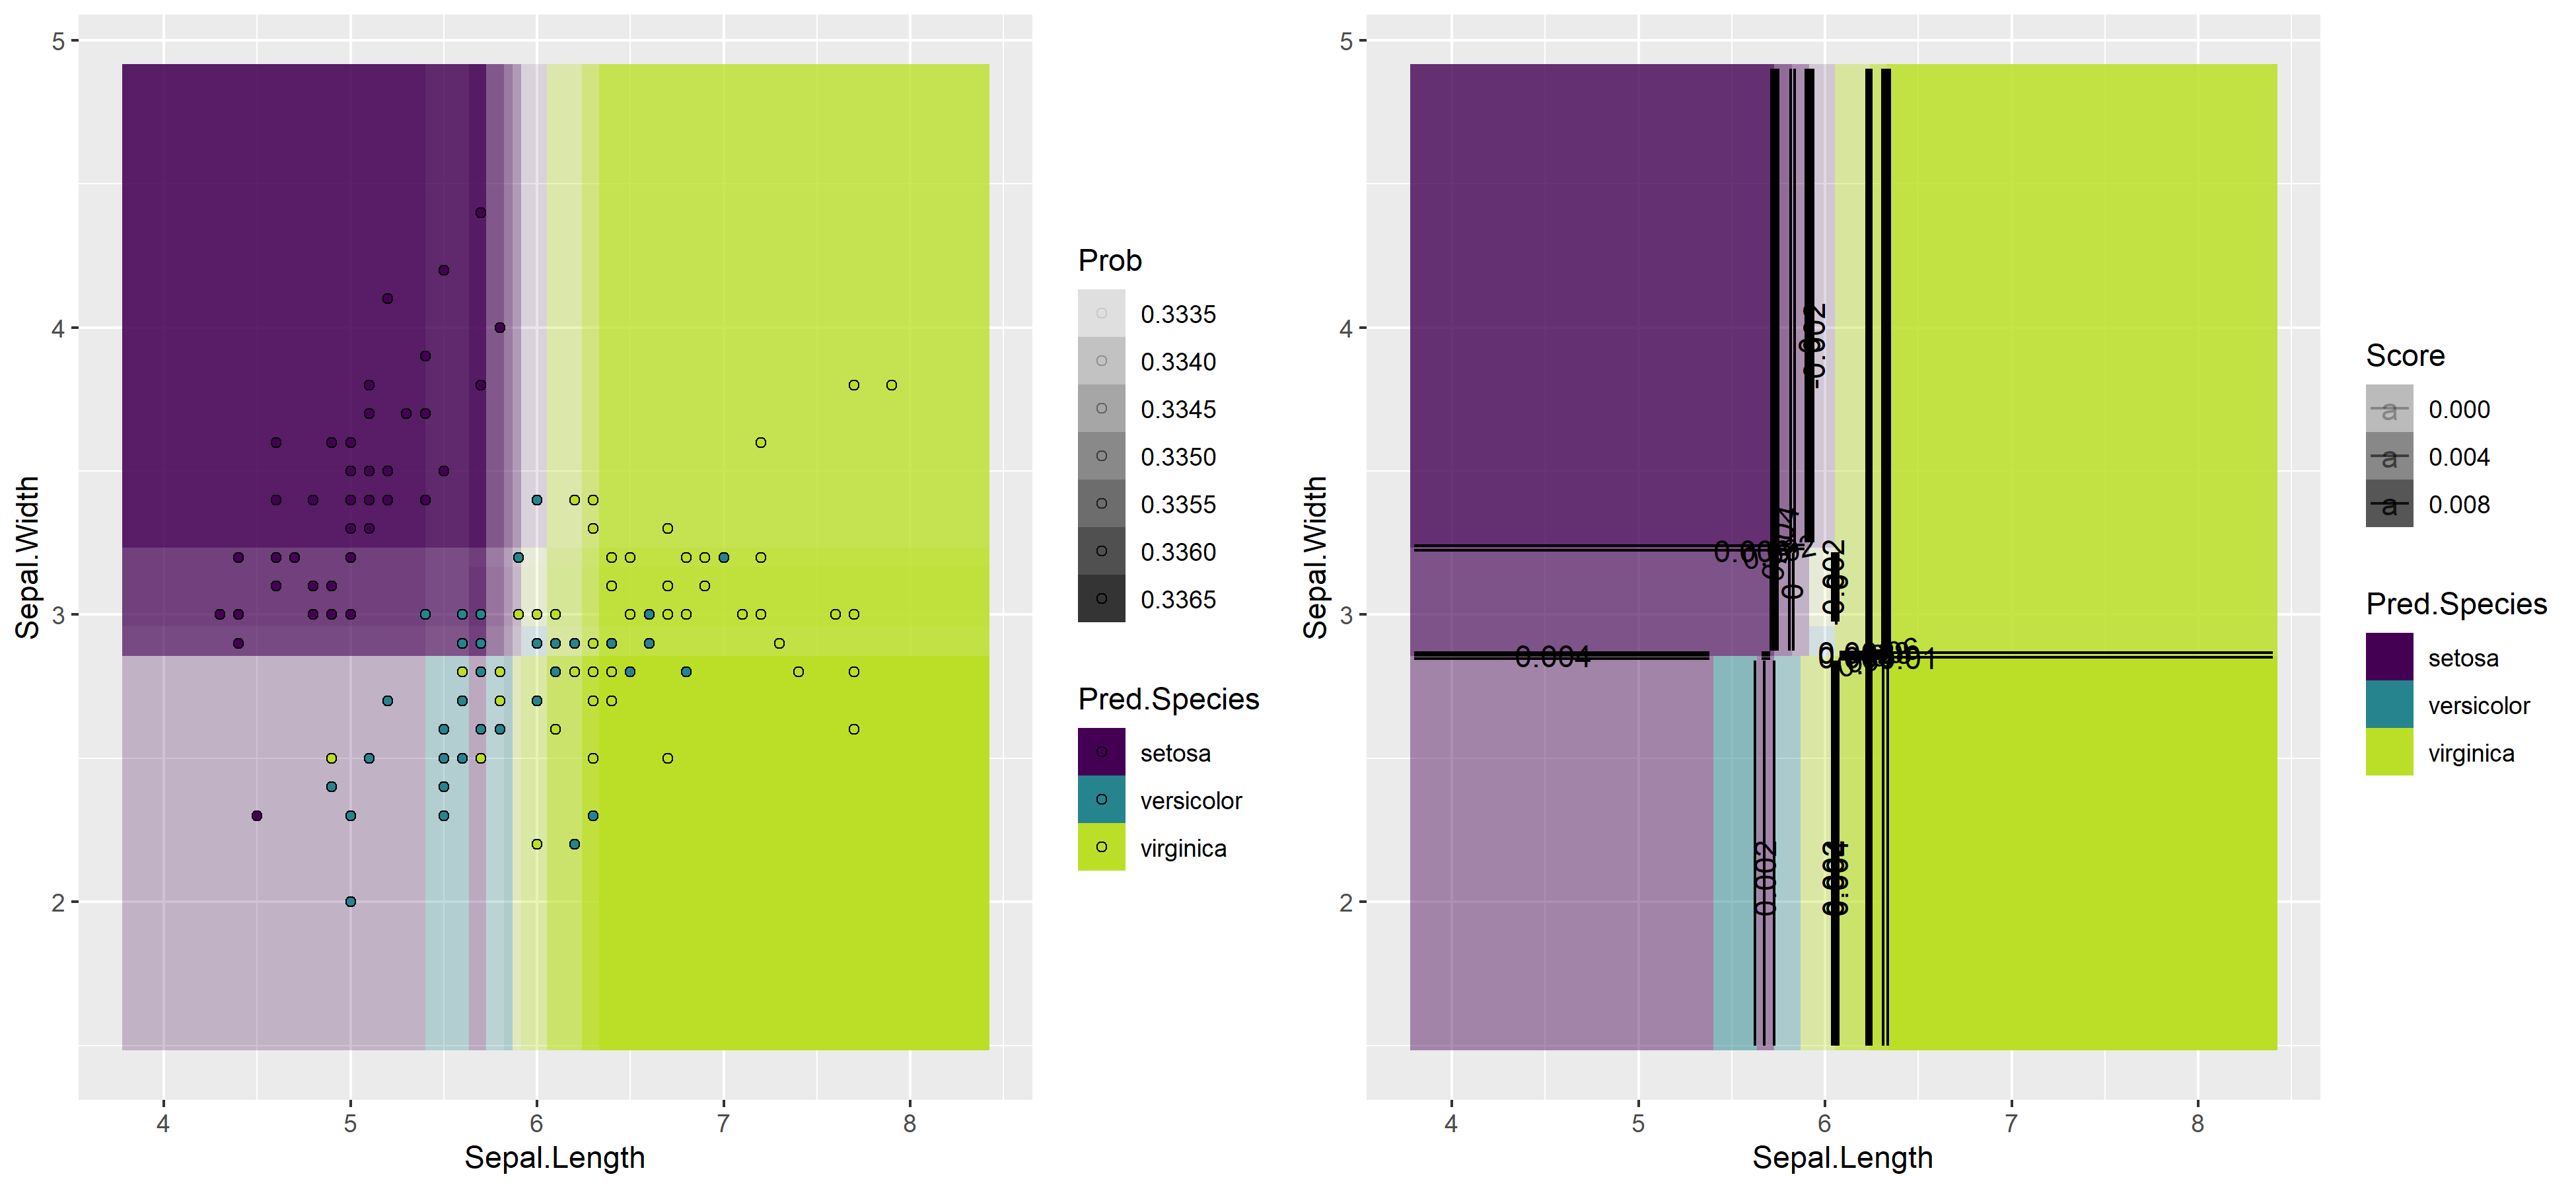 5
4
3
2
Sepal.Width
4 5 6 7 8
Sepal.Length
Prob
0.3335
0.3340
0.3345
0.3350
0.3355
0.3360
0.3365
Pred.Species
setosa
versicolor
virginica
5
4
3
2
Sepal.Width
-0.002
0.004
0.002
0.002
4 5 6 7 8
Sepal.Length
Score
a 0.000
a 0.004
a 0.008
Pred.Species
setosa
versicolor
virginica